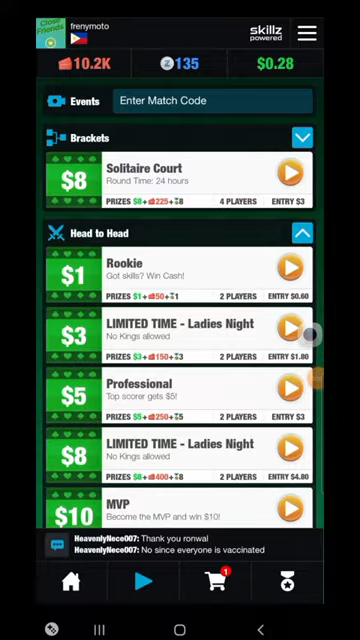 Close Friends
frenymoto
skillz
powered
10.2K
Z 135
$0.28
Events
Enter Match Code
Brackets
$8
Solitaire Court
Round Time: 24 hours
PRIZES $8+225+8
4 PLAYERS
ENTRY $3
Head to Head
$1
Rookie
Got skills? Win Cash!
PRIZES $1+50+1
2 PLAYERS
ENTRY $0.60
$3
LIMITED TIME - Ladies Night
No Kings allowed
PRIZES $3+150+3
2 PLAYERS
ENTRY $1.80
$5
Professional
Top scorer gets $5!
PRIZES $5+250+5
2 PLAYERS
ENTRY $3
$8
LIMITED TIME - Ladies Night
No Kings allowed
PRIZES $8+400+8
2 PLAYERS
ENTRY $4.80
$10
MVP
Become the MVP and win $10!
HeavenlyNece007: Thank you ronwal
HeavenlyNece007: No since everyone is vaccinated
1